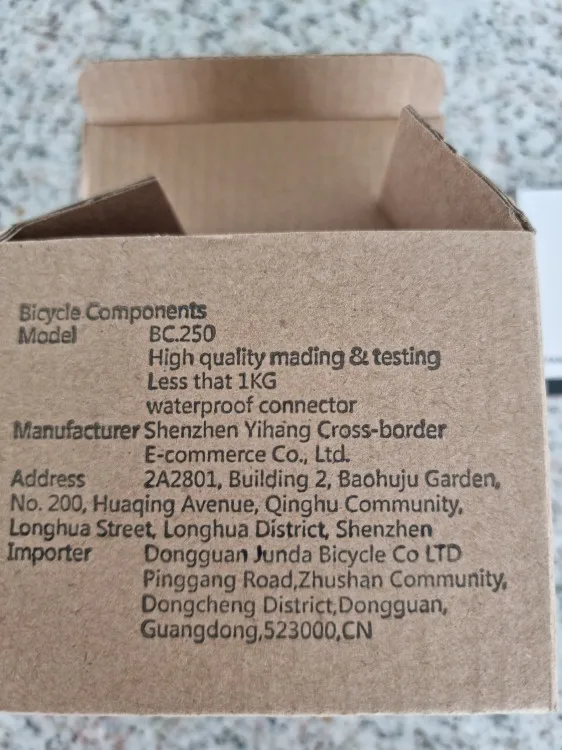 Bicycle Components
Model BC.250
High quality mading & testing
Less that 1KG
waterproof connector
Manufacturer Shenzhen Yihang Cross-border
E-commerce Co., Ltd.
Address 2A2801, Building 2, Baohuju Garden,
No. 200, Huaqing Avenue, Qinghu Community,
Longhua Street, Longhua District, Shenzhen
Importer Dongguan Junda Bicycle Co LTD
Pinggang Road,Zhushan Community,
Dongcheng District,Dongguan,
Guangdong,523000,CN